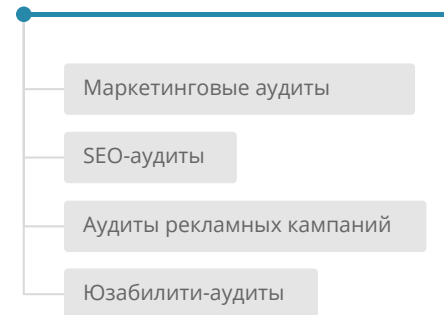 Маркетинговые аудиты
SEO-аудиты
Аудиты рекламных кампаний
Юзабилити-аудиты